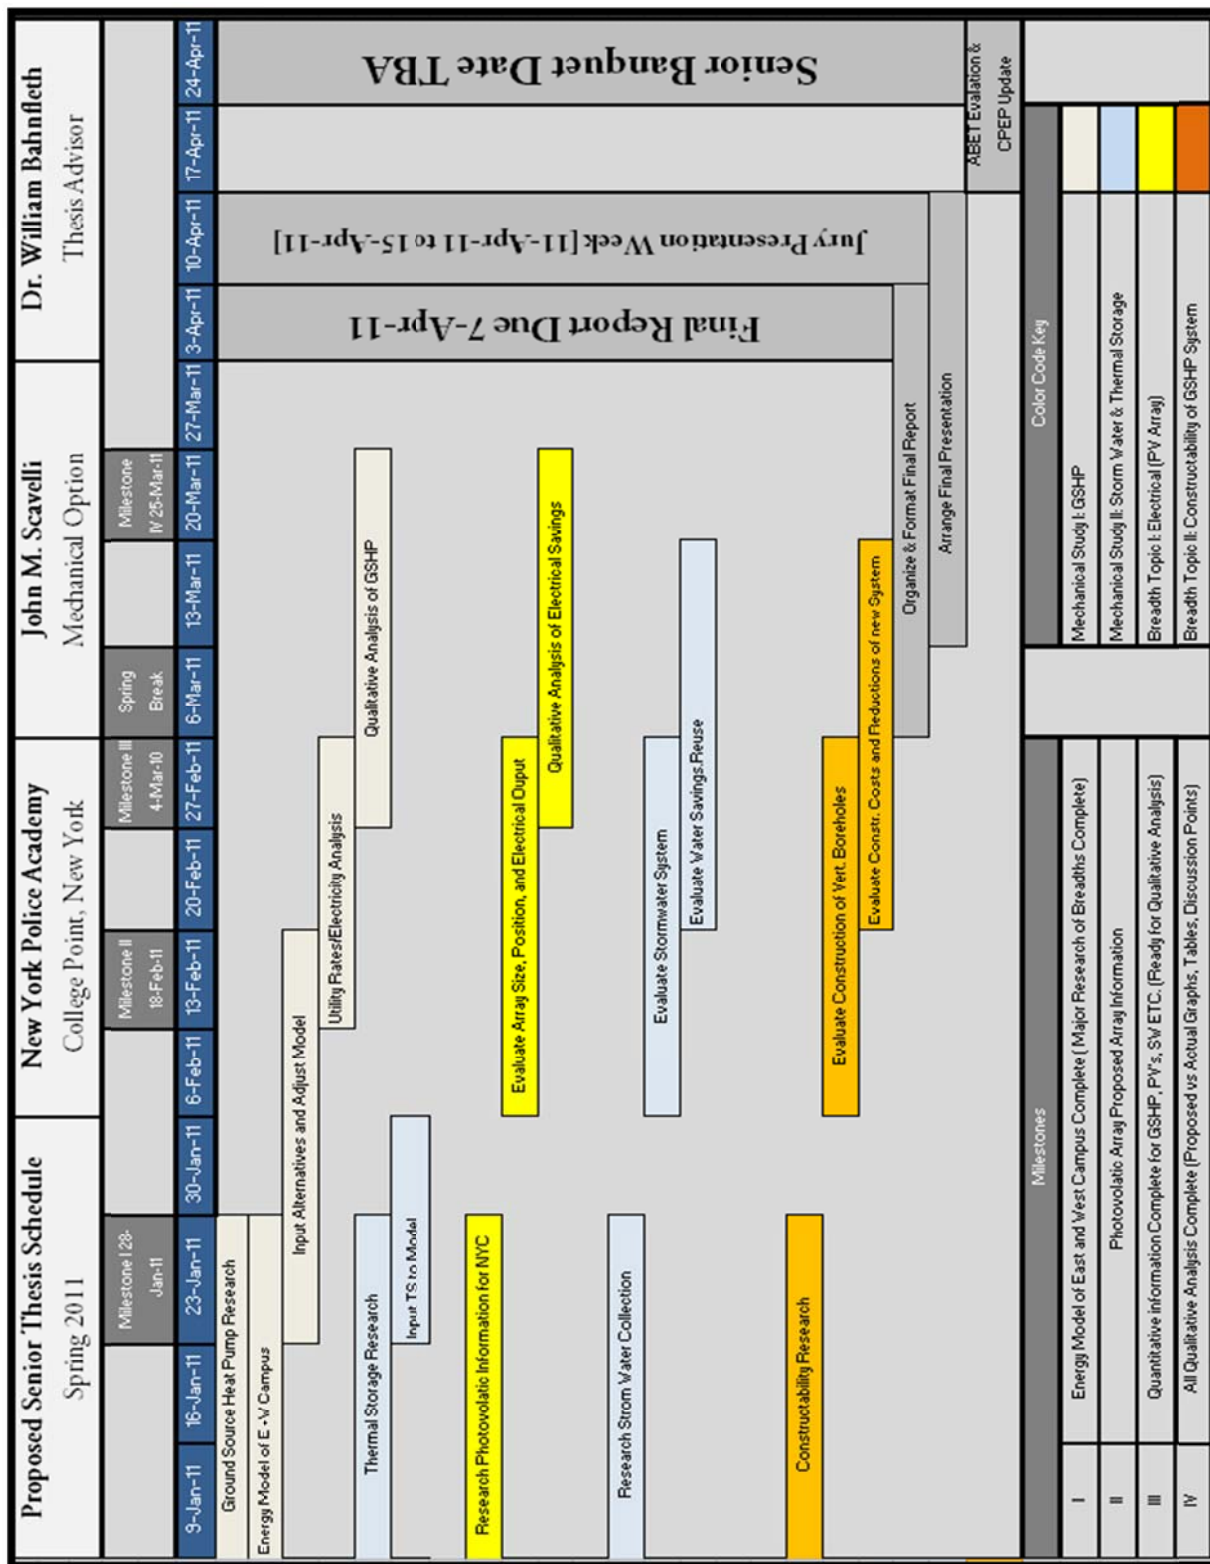 Proposed Senior Thesis Schedule
Spring 2011
New York Police Academy
College Point, New York
John M. Scavelli
Mechanical Option
Dr. William Bahnfleth
Thesis Advisor
Milestone I 28-
Jan-11
Milestone II
18-Feb-11
Milestone III
4-Mar-10
Spring
Break
Milestone
IV 25-Mar-11
9-Jan-11
16-Jan-11
23-Jan-11
30-Jan-11
6-Feb-11
13-Feb-11
20-Feb-11
27-Feb-11
6-Mar-11
13-Mar-11
20-Mar-11
27-Mar-11
3-Apr-11
10-Apr-11
17-Apr-11
24-Apr-11
Ground Source Heat Pump Research
Energy Model of E + W Campus
Input Alternatives and Adjust Model
Utility Rates/Electricity Analysis
Thermal Storage Research
Qualitative Analysis of GSHP
Input TS to Model
Research Photovolatic Information for NYC
Evaluate Array Size, Position, and Electrical Ouput
Qualitative Analysis of Electrical Savings
Research Strom Water Collection
Evaluate Stormwater System
Evaluate Water Savings.Reuse
Constructability Research
Evaluate Construction of Vert. Boreholes
Evaluate Constr. Costs and Reductions of new System
Organize & Format Final Report
Arrange Final Presentation
Final Report Due 7-Apr-11
Jury Presentation Week [11-Apr-11 to 15-Apr-11]
Senior Banquet Date TBA
ABET Evalation &
CPEP Update
Milestones
I
Energy Model of East and West Campus Complete ( Major Research of Breadths Complete)
II
Photovolatic Array Proposed Array Information
III
Quantitative information Complete for GSHP, PV's, SW ETC. (Ready for Qualitative Analysis)
IV
All Qualitative Analysis Complete (Proposed vs Actual Graphs, Tables, Discussion Points)
Color Code Key
Mechanical Study I: GSHP
Mechanical Study II: Storm Water & Thermal Storage
Breadth Topic I: Electrical (PV Array)
Breadth Topic II: Constructability of GSHP System